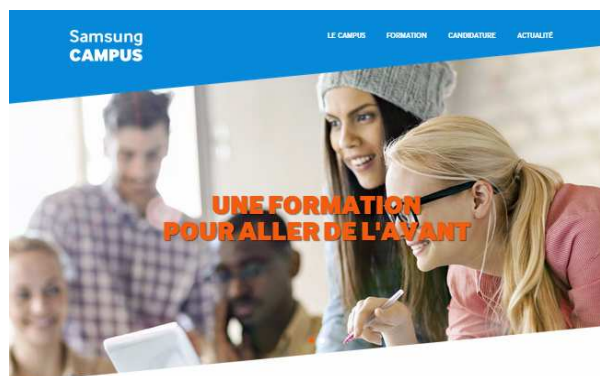 Samsung
CAMPUS
LE CAMPUS FORMATION CANDIDATURE ACTUALITÉ
UNE FORMATION
POUR ALLER DE L'AVANT